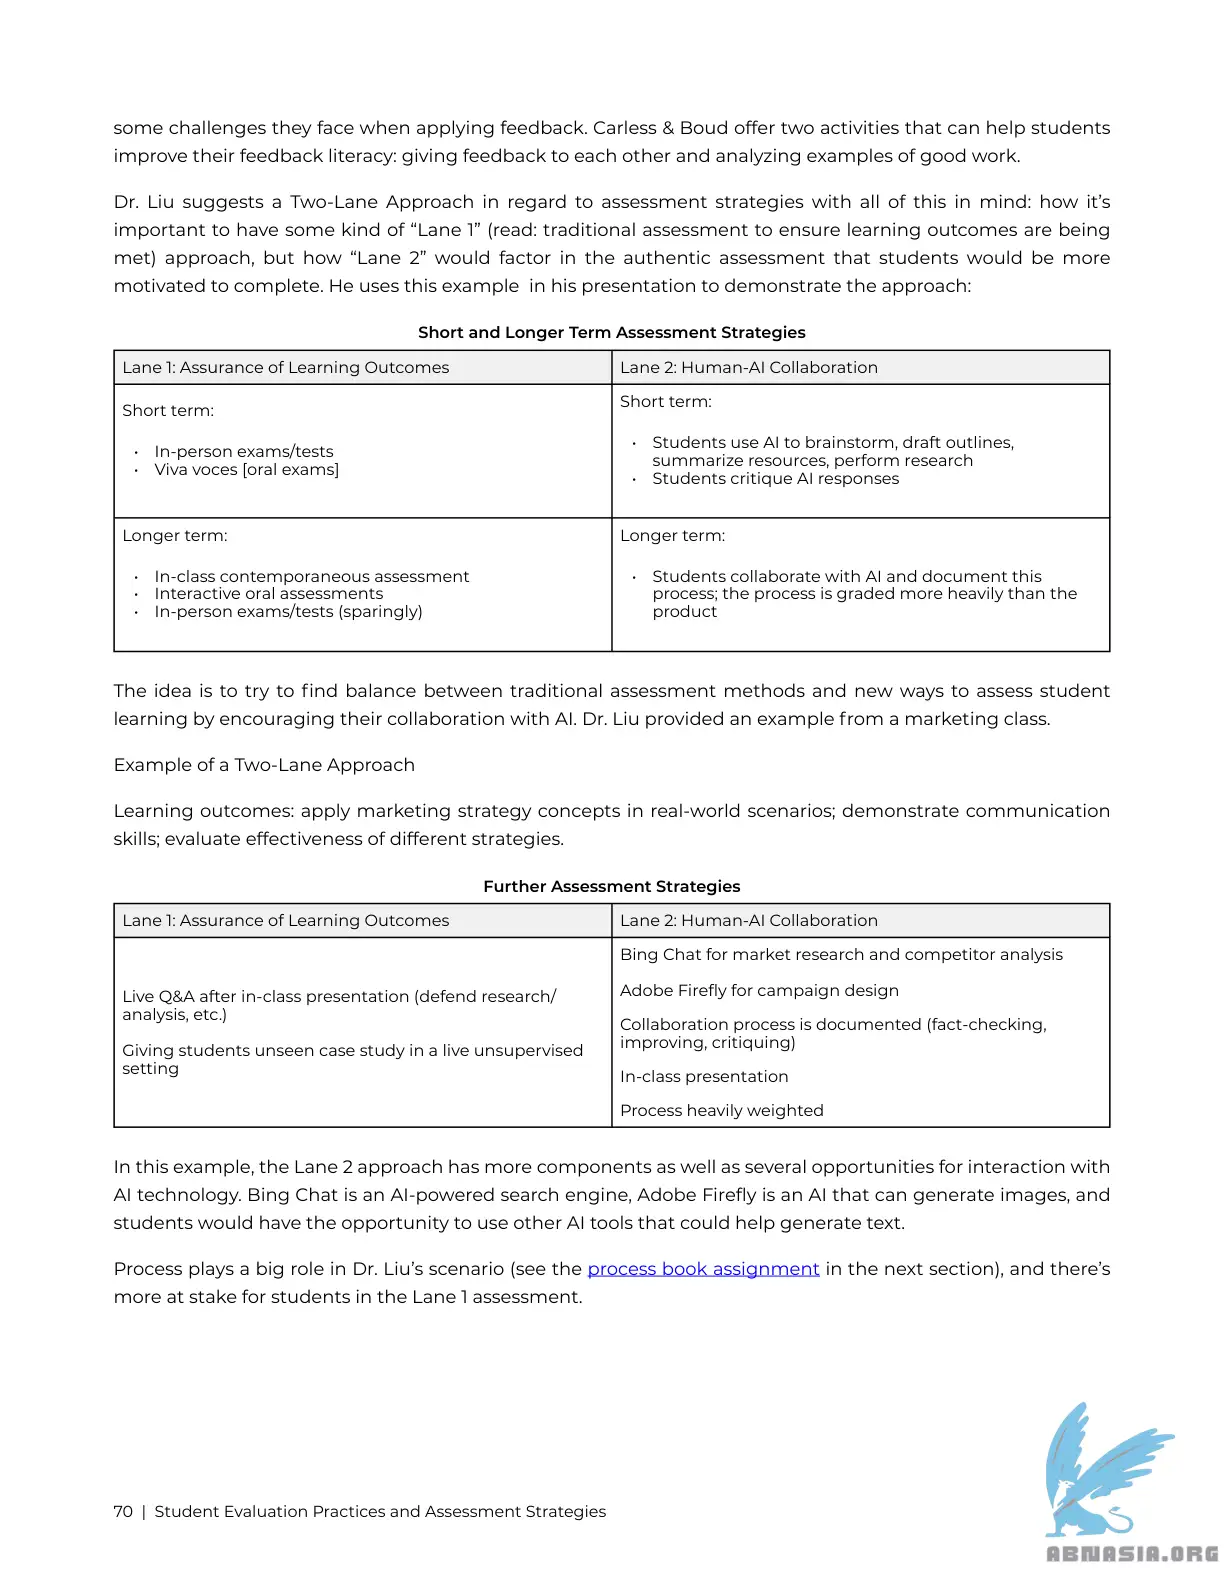 some challenges they face when applying feedback. Carless & Boud offer two activities that can help students
improve their feedback literacy: giving feedback to each other and analyzing examples of good work.
Dr. Liu suggests a Two-Lane Approach in regard to assessment strategies with all of this in mind: how it’s
important to have some kind of “Lane 1” (read: traditional assessment to ensure learning outcomes are being
met) approach, but how “Lane 2” would factor in the authentic assessment that students would be more
motivated to complete. He uses this example  in his presentation to demonstrate the approach:
Short and Longer Term Assessment Strategies
Lane 1: Assurance of Learning Outcomes
Lane 2: Human-AI Collaboration
Short term:
• In-person exams/tests
• Viva voces [oral exams]
Short term:
• Students use AI to brainstorm, draft outlines,
summarize resources, perform research
• Students critique AI responses
Longer term:
• In-class contemporaneous assessment
• Interactive oral assessments
• In-person exams/tests (sparingly)
Longer term:
• Students collaborate with AI and document this
process; the process is graded more heavily than the
product
The idea is to try to find balance between traditional assessment methods and new ways to assess student
learning by encouraging their collaboration with AI. Dr. Liu provided an example from a marketing class.
Example of a Two-Lane Approach
Learning outcomes: apply marketing strategy concepts in real-world scenarios; demonstrate communication
skills; evaluate effectiveness of different strategies.
Further Assessment Strategies
Lane 1: Assurance of Learning Outcomes
Lane 2: Human-AI Collaboration
Live Q&A after in-class presentation (defend research/
analysis, etc.)
Giving students unseen case study in a live unsupervised
setting
Bing Chat for market research and competitor analysis
Adobe Firefly for campaign design
Collaboration process is documented (fact-checking,
improving, critiquing)
In-class presentation
Process heavily weighted
In this example, the Lane 2 approach has more components as well as several opportunities for interaction with
AI technology. Bing Chat is an AI-powered search engine, Adobe Firefly is an AI that can generate images, and
students would have the opportunity to use other AI tools that could help generate text.
Process plays a big role in Dr. Liu’s scenario (see the process book assignment in the next section), and there’s
more at stake for students in the Lane 1 assessment.
70 | Student Evaluation Practices and Assessment Strategies
ABNASIA.ORG